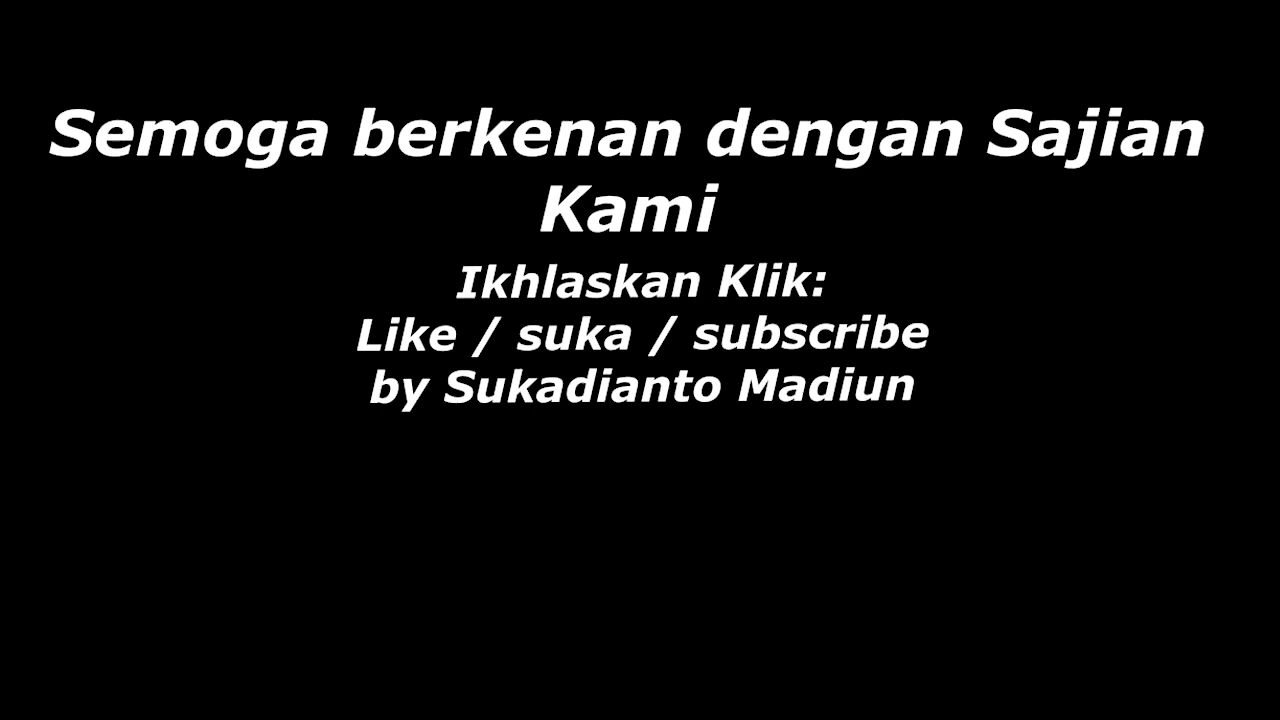 Semoga berkenan dengan Sajian
Kami
Ikhlaskan Klik:
Like / suka / subscribe
by Sukadianto Madiun